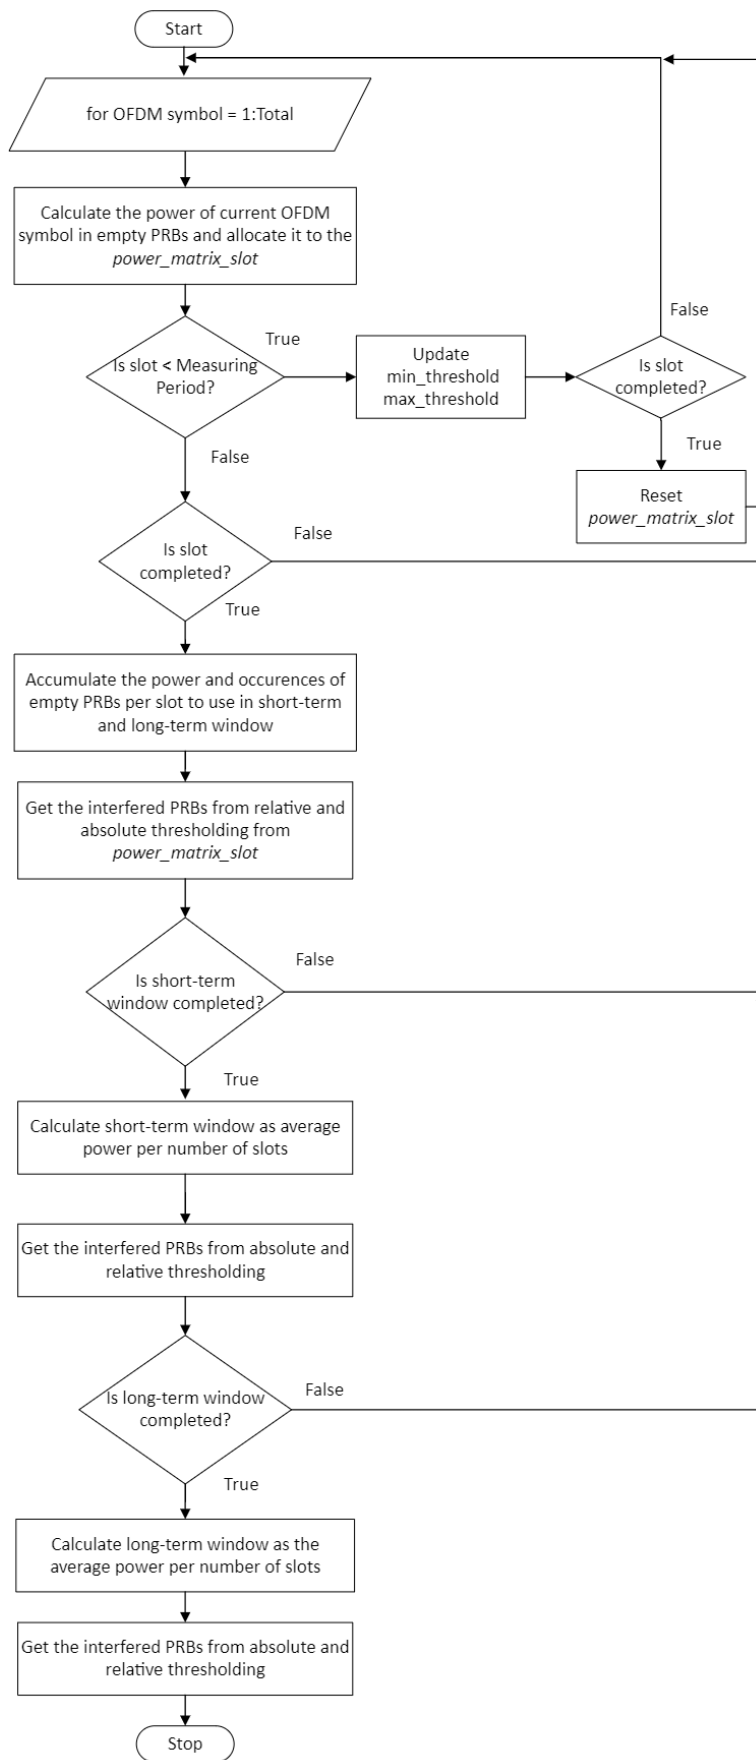 Start
for OFDM symbol = 1:Total
Calculate the power of current OFDM
symbol in empty PRBs and allocate it to the
power_matrix_slot
Is slot < Measuring
Period?
True
Update
min_threshold
max_threshold
False
Is slot
completed?
True
Reset
power_matrix_slot
False
Is slot
completed?
False
True
Accumulate the power and occurences of
empty PRBs per slot to use in short-term
and long-term window
Get the interfered PRBs from relative and
absolute thresholding from
power_matrix_slot
Is short-term
window completed?
False
True
Calculate short-term window as average
power per number of slots
Get the interfered PRBs from absolute and
relative thresholding
Is long-term window
completed?
False
True
Calculate long-term window as the
average power per number of slots
Get the interfered PRBs from absolute and
relative thresholding
Stop